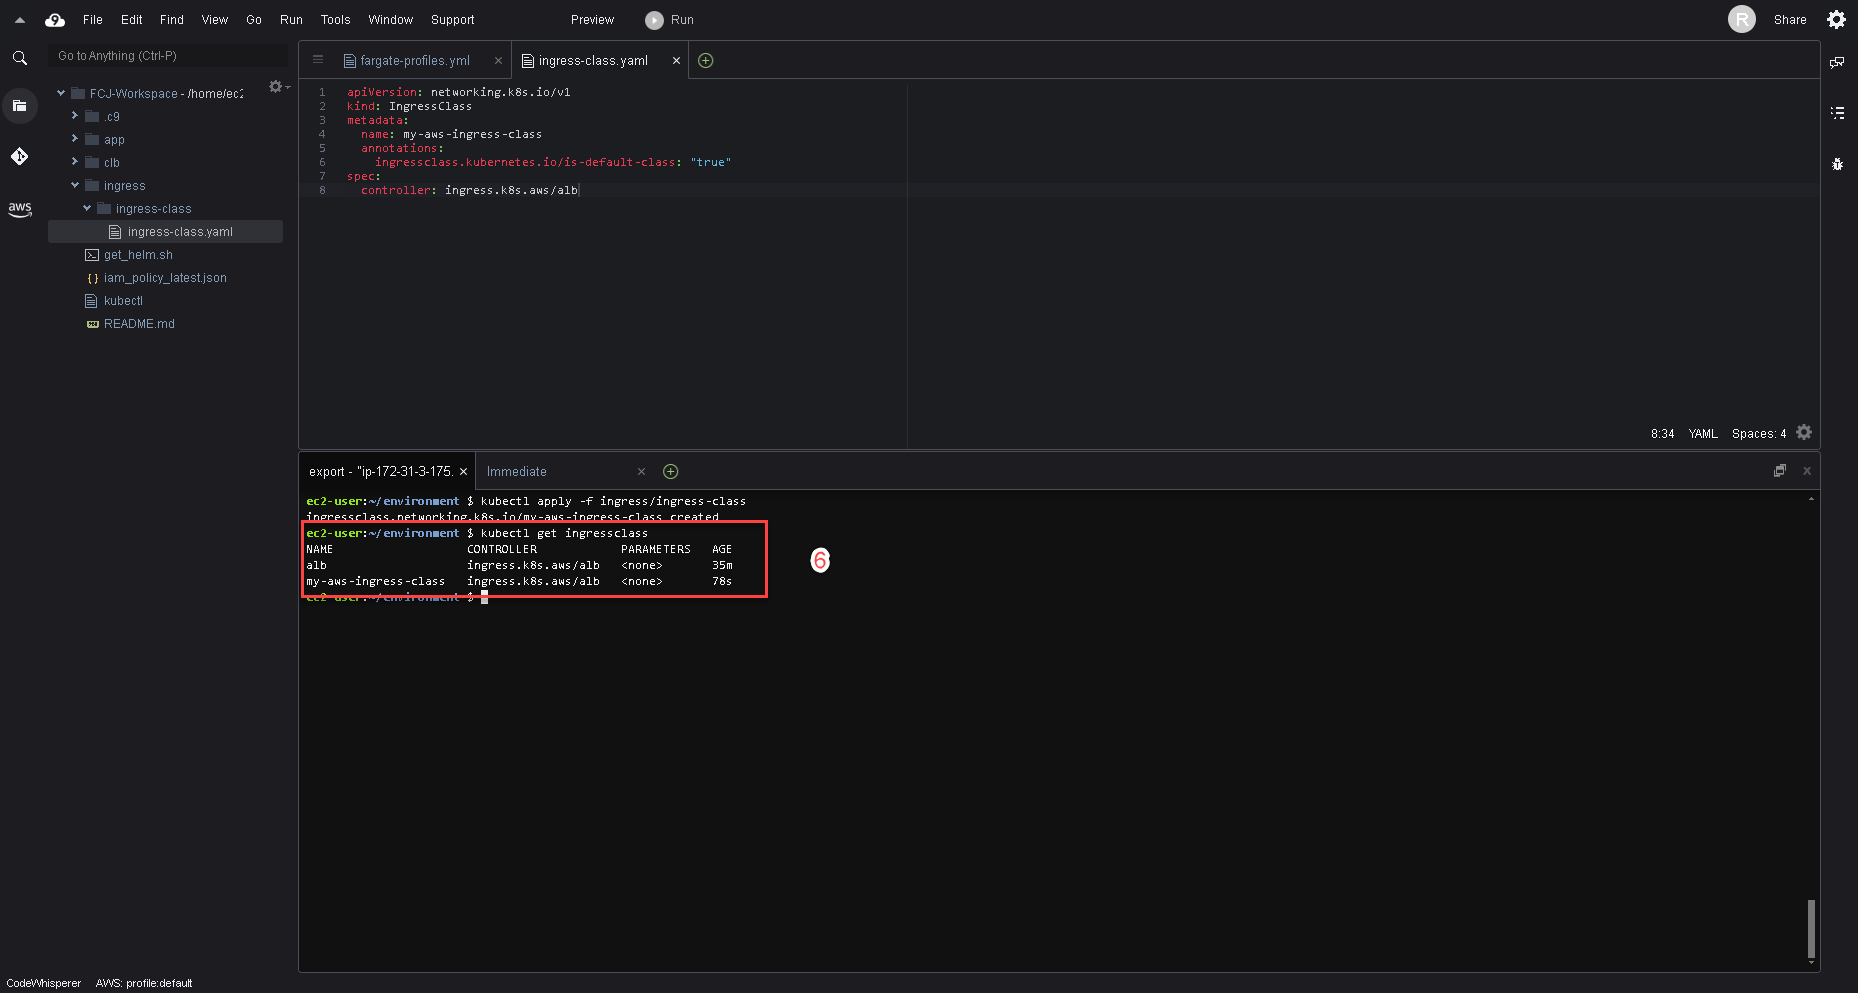 9 File Edit Find View Go Run Tools Window Support Preview Run R Share
Go to Anything (Ctrl-P)
FCJ-Workspace - /home/ec2
.c9
app
clb
ingress
ingress-class
ingress-class.yaml
get_helm.sh
{} iam_policy_latest.json
kubectl
README.md
aws
fargate-profiles.yml ingress-class.yaml
1 apiVersion: networking.k8s.io/v1
2 kind: IngressClass
3 metadata:
4 name: my-aws-ingress-class
5 annotations:
6 ingressclass.kubernetes.io/is-default-class: "true"
7 spec:
8 controller: ingress.k8s.aws/alb
8:34 YAML Spaces: 4
export - "ip-172-31-3-175. Immediate
ec2-user:~/environment $ kubectl apply -f ingress/ingress-class
ingressclass.networking.k8s.io/my-aws-ingress-class created
ec2-user:~/environment $ kubectl get ingressclass
NAME CONTROLLER PARAMETERS AGE
alb ingress.k8s.aws/alb <none> 35m
my-aws-ingress-class ingress.k8s.aws/alb <none> 78s
ec2-user:~/environment $
6
CodeWhisperer AWS: profile:default